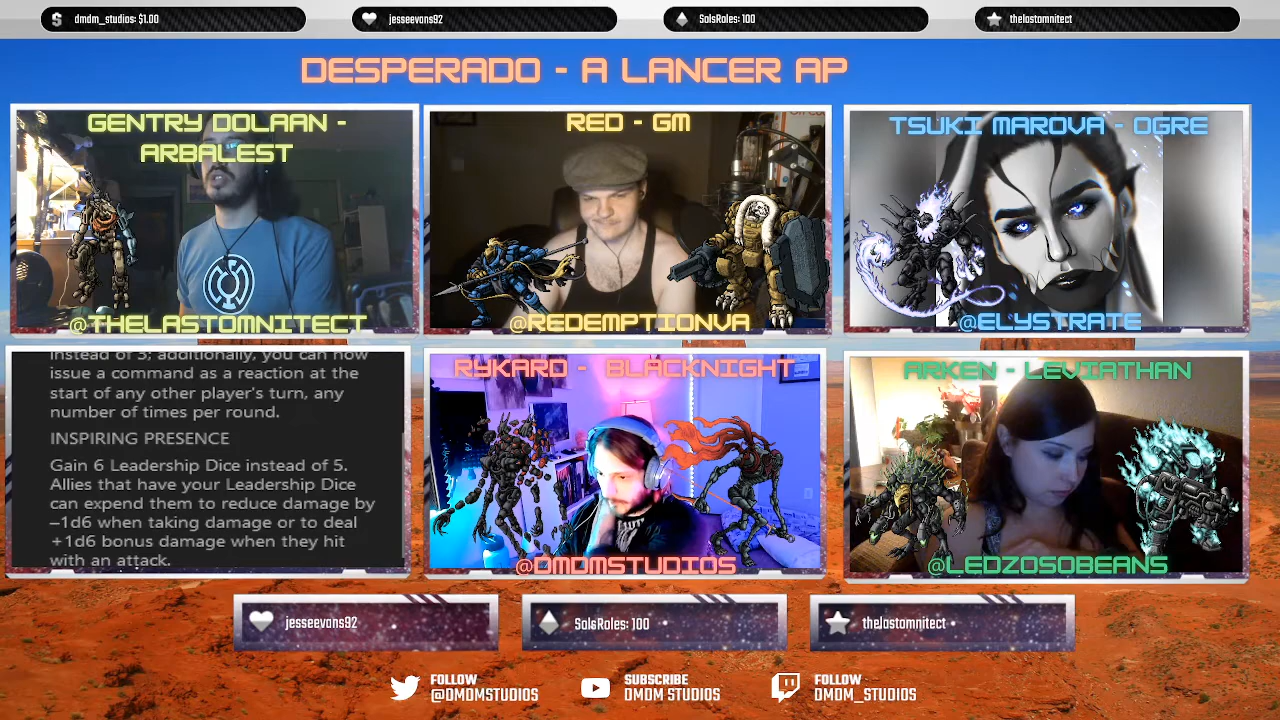 dmdm_studios: $1.00
jesseevans92
SolsRoles: 100
thelastomnitect
DESPERADO - A LANCER AP
GENTRY DOLAAN -
ARBALEST
@THELASTOMNITECT
RED - GM
@REDEMPTIONVA
TSUKI MAROVA - OGRE
@ELYSTRATE
instead of 3; additionally, you can now
issue a command as a reaction at the
start of any other player's turn, any
number of times per round.
INSPIRING PRESENCE
Gain 6 Leadership Dice instead of 5.
Allies that have your Leadership Dice
can expend them to reduce damage by
–1d6 when taking damage or to deal
+1d6 bonus damage when they hit
with an attack.
RYKARD - BLACKNIGHT
@DMDMSTUDIOS
ARKEN - LEVIATHAN
@LEDZOSOBEANS
jesseevans92
SolsRoles: 100
thelastomnitect
FOLLOW
@DMDMSTUDIOS
SUBSCRIBE
DMDM STUDIOS
FOLLOW
DMDM_STUDIOS